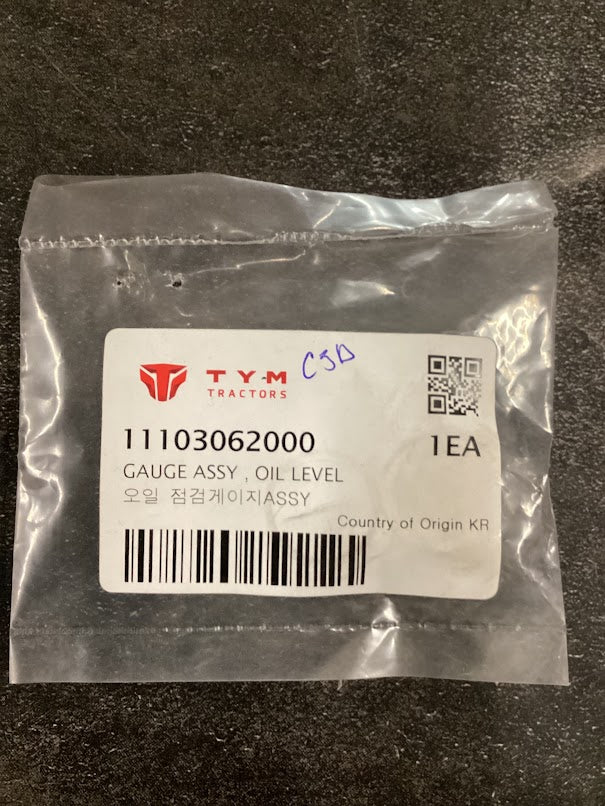 TYM
TRACTORS
CJD
11103062000
1EA
GAUGE ASSY , OIL LEVEL
오일 점검게이지ASSY
Country of Origin KR